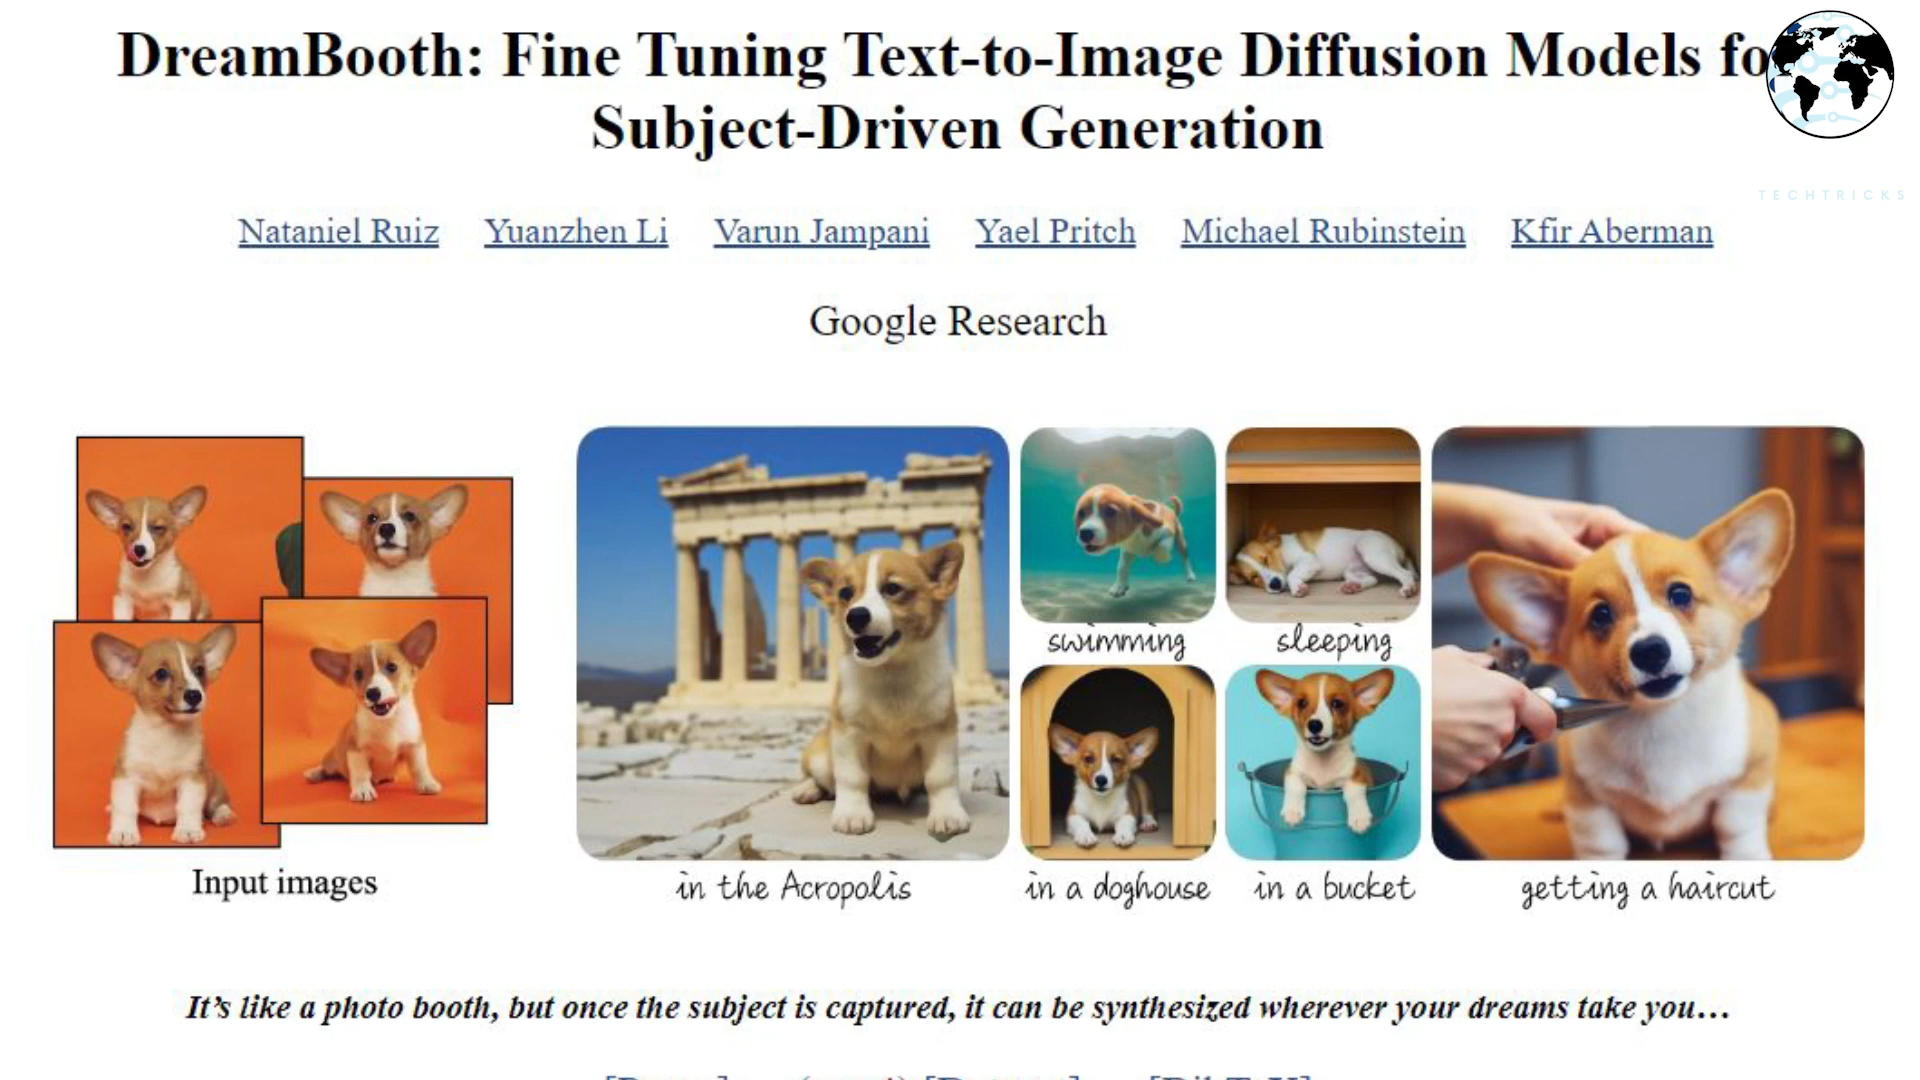 DreamBooth: Fine Tuning Text-to-Image Diffusion Models fo
Subject-Driven Generation
TECHTRICKS
Nataniel Ruiz Yuanzhen Li Varun Jampani Yael Pritch Michael Rubinstein Kfir Aberman
Google Research
swimming sleeping
Input images
in the Acropolis in a doghouse in a bucket getting a haircut
It's like a photo booth, but once the subject is captured, it can be synthesized wherever your dreams take you...